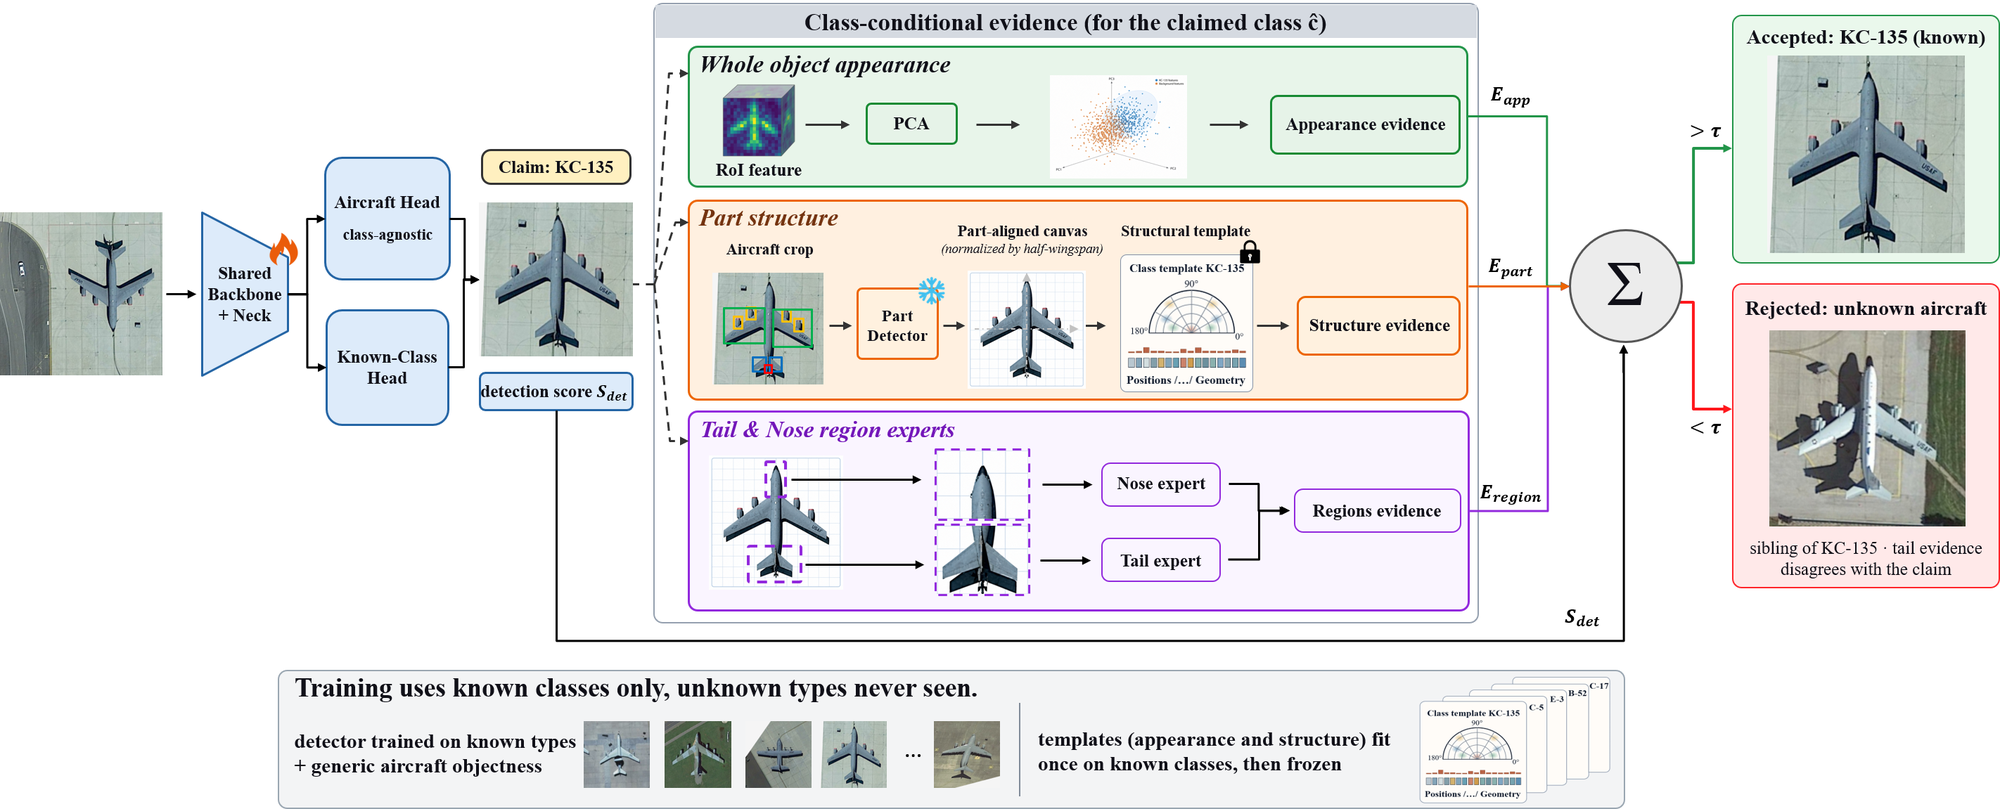 Class-conditional evidence (for the claimed class ĉ)
Shared
Backbone
+ Neck
Aircraft Head
class-agnostic
Known-Class
Head
Claim: KC-135
detection score S_det
Whole object appearance
RoI feature
PCA
PC1
PC2
Appearance evidence
E_app
Part structure
Aircraft crop
Part
Detector
Part-aligned canvas
(normalized by half-wingspan)
Structural template
Class template KC-135
90°
180°
0°
Positions /.../ Geometry
Structure evidence
E_part
Tail & Nose region experts
Nose expert
Tail expert
Regions evidence
E_region
S_det
Σ
> τ
< τ
Accepted: KC-135 (known)
USAF
Rejected: unknown aircraft
sibling of KC-135 · tail evidence
disagrees with the claim
Training uses known classes only, unknown types never seen.
detector trained on known types
+ generic aircraft objectness
...
templates (appearance and structure) fit
once on known classes, then frozen
Class template KC-135
90°
180°
0°
Positions /.../ Geometry
C-5
E-3
B-52
C-17